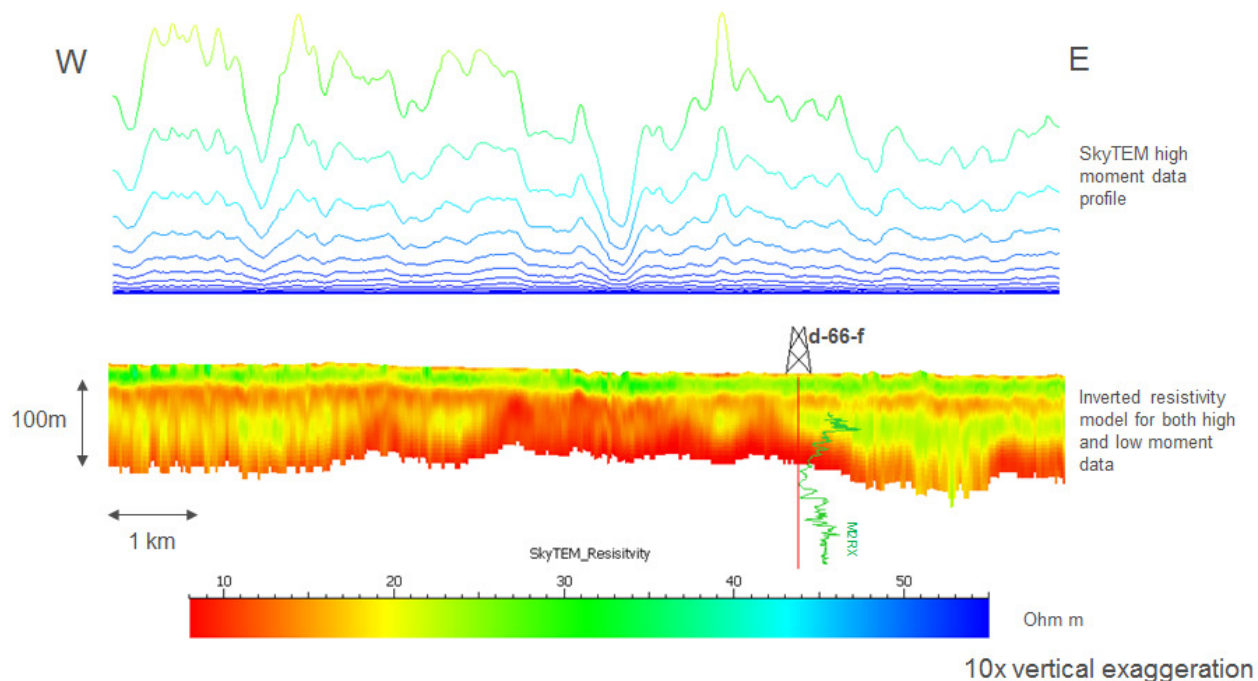 W
E
SkyTEM high
moment data
profile
d-66-f
100m
Inverted resistivity
model for both high
and low moment
data
1 km
M2RX
SkyTEM_Resisitvity
10 20 30 40 50
Ohm m
10x vertical exaggeration